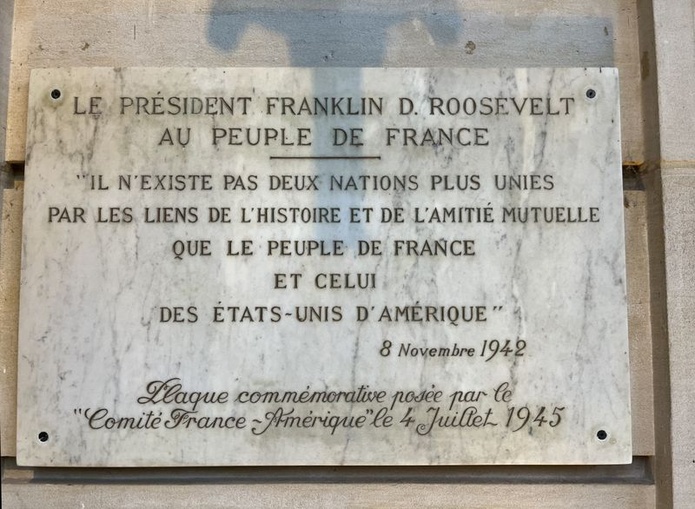 LE PRÉSIDENT FRANKLIN D. ROOSEVELT
AU PEUPLE DE FRANCE
"IL N'EXISTE PAS DEUX NATIONS PLUS UNIES
PAR LES LIENS DE L'HISTOIRE ET DE L'AMITIÉ MUTUELLE
QUE LE PEUPLE DE FRANCE
ET CELUI
DES ÉTATS-UNIS D'AMÉRIQUE"
8 Novembre 1942
Plaque commémorative posée par le
"Comité France-Amérique" le 4 Juillet 1945